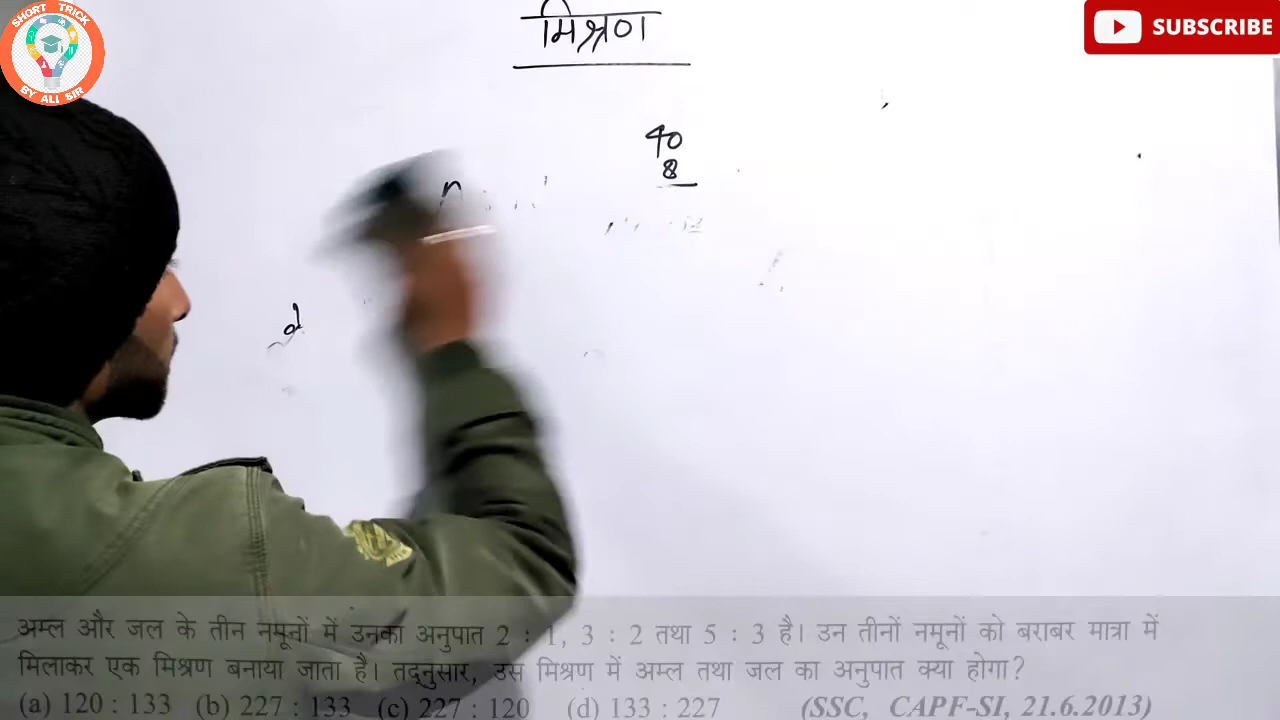 SHORT TRICK
BY ALI SIR
मिश्रण
SUBSCRIBE
40
8
n
अम्ल और जल के तीन नमूनों में उनका अनुपात 2 : 1, 3 : 2 तथा 5 : 3 है। उन तीनों नमूनों को बराबर मात्रा में
मिलाकर एक मिश्रण बनाया जाता है। तद्नुसार, उस मिश्रण में अम्ल तथा जल का अनुपात क्या होगा?
(a) 120 : 133 (b) 227 : 133 (c) 227 : 120 (d) 133 : 227 (SSC, CAPF-SI, 21.6.2013)